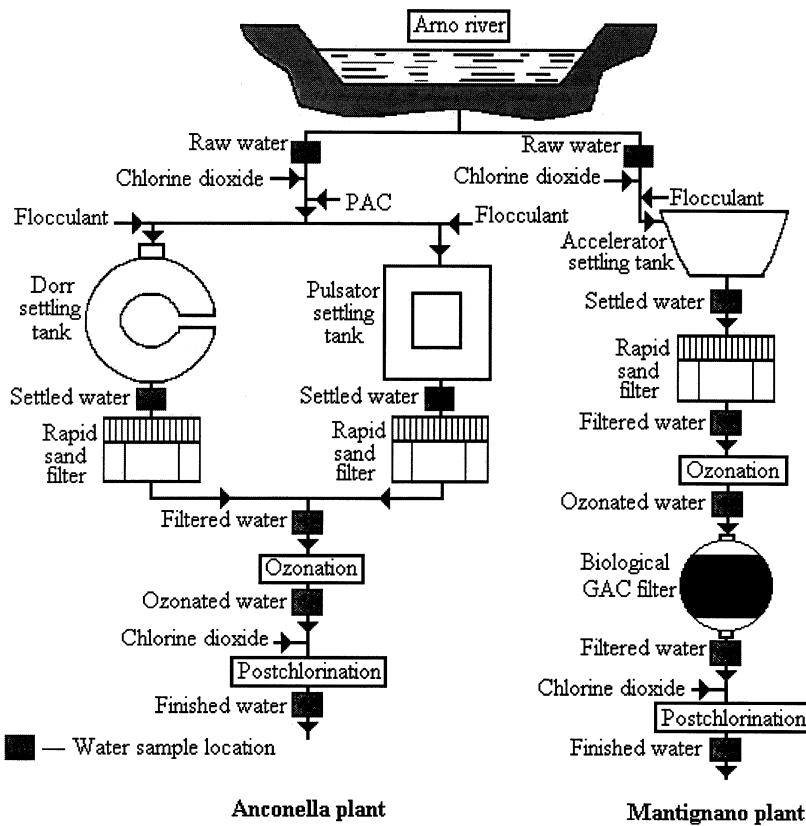 Arno river
Raw water
Chlorine dioxide
PAC
Flocculant
Flocculant
Dorr
settling
tank
Pulsator
settling
tank
Settled water
Settled water
Rapid
sand
filter
Rapid
sand
filter
Filtered water
Ozonation
Ozonated water
Chlorine dioxide
Postchlorination
Finished water
— Water sample location
Anconella plant
Raw water
Chlorine dioxide
Flocculant
Accelerator
settling tank
Settled water
Rapid
sand
filter
Filtered water
Ozonation
Ozonated water
Biological
GAC filter
Filtered water
Chlorine dioxide
Postchlorination
Finished water
Mantignano plant